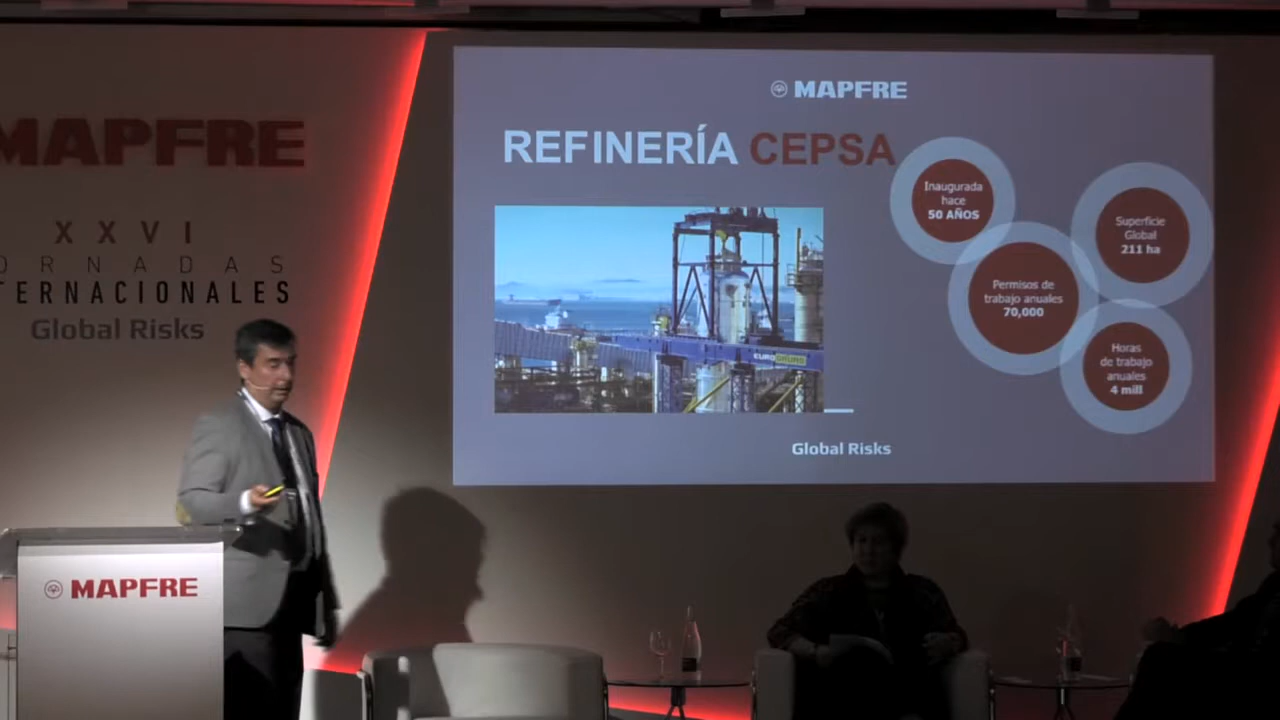 MAPFRE
XXVI
ORNADAS
TERNACIONALES
Global Risks
MAPFRE
MAPFRE
REFINERÍA CEPSA
Inaugurada
hace
50 AÑOS
Superficie
Global
211 ha
Permisos de
trabajo anuales
70,000
Horas
de trabajo
anuales
4 mill
EUROGRUAS
Global Risks